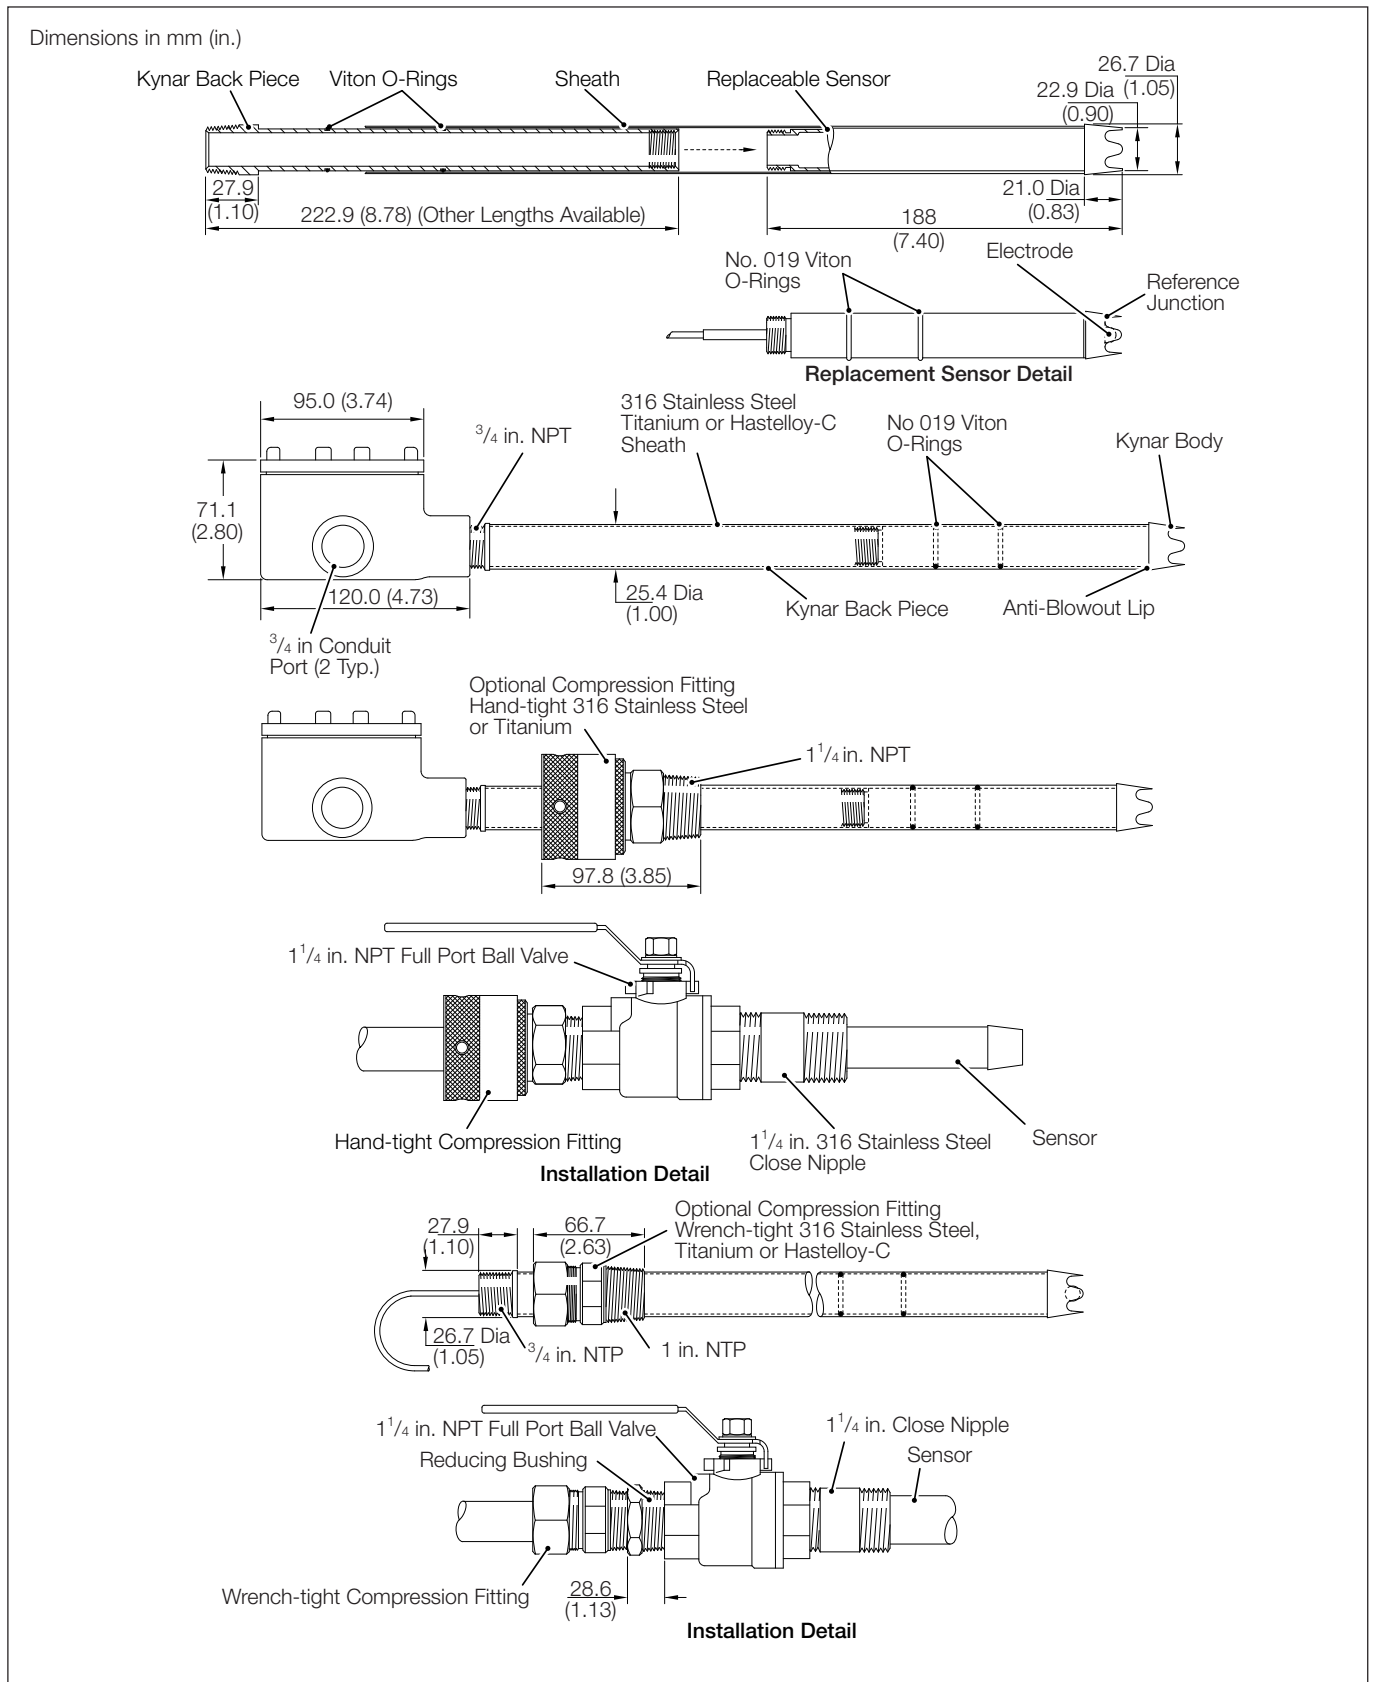 Dimensions in mm (in.)
Kynar Back Piece
Viton O-Rings
Sheath
Replaceable Sensor
26.7 Dia
(1.05)
22.9 Dia
(0.90)
27.9
(1.10)
222.9 (8.78) (Other Lengths Available)
21.0 Dia
(0.83)
188
(7.40)
No. 019 Viton
O-Rings
Electrode
Reference
Junction
Replacement Sensor Detail
95.0 (3.74)
3/4 in. NPT
316 Stainless Steel
Titanium or Hastelloy-C
Sheath
No 019 Viton
O-Rings
Kynar Body
71.1
(2.80)
120.0 (4.73)
25.4 Dia
(1.00)
Kynar Back Piece
Anti-Blowout Lip
3/4 in Conduit
Port (2 Typ.)
Optional Compression Fitting
Hand-tight 316 Stainless Steel
or Titanium
1 1/4 in. NPT
97.8 (3.85)
1 1/4 in. NPT Full Port Ball Valve
Hand-tight Compression Fitting
1 1/4 in. 316 Stainless Steel
Close Nipple
Sensor
Installation Detail
27.9
(1.10)
66.7
(2.63)
Optional Compression Fitting
Wrench-tight 316 Stainless Steel,
Titanium or Hastelloy-C
26.7 Dia
(1.05)
3/4 in. NTP
1 in. NTP
1 1/4 in. NPT Full Port Ball Valve
Reducing Bushing
1 1/4 in. Close Nipple
Sensor
Wrench-tight Compression Fitting
28.6
(1.13)
Installation Detail